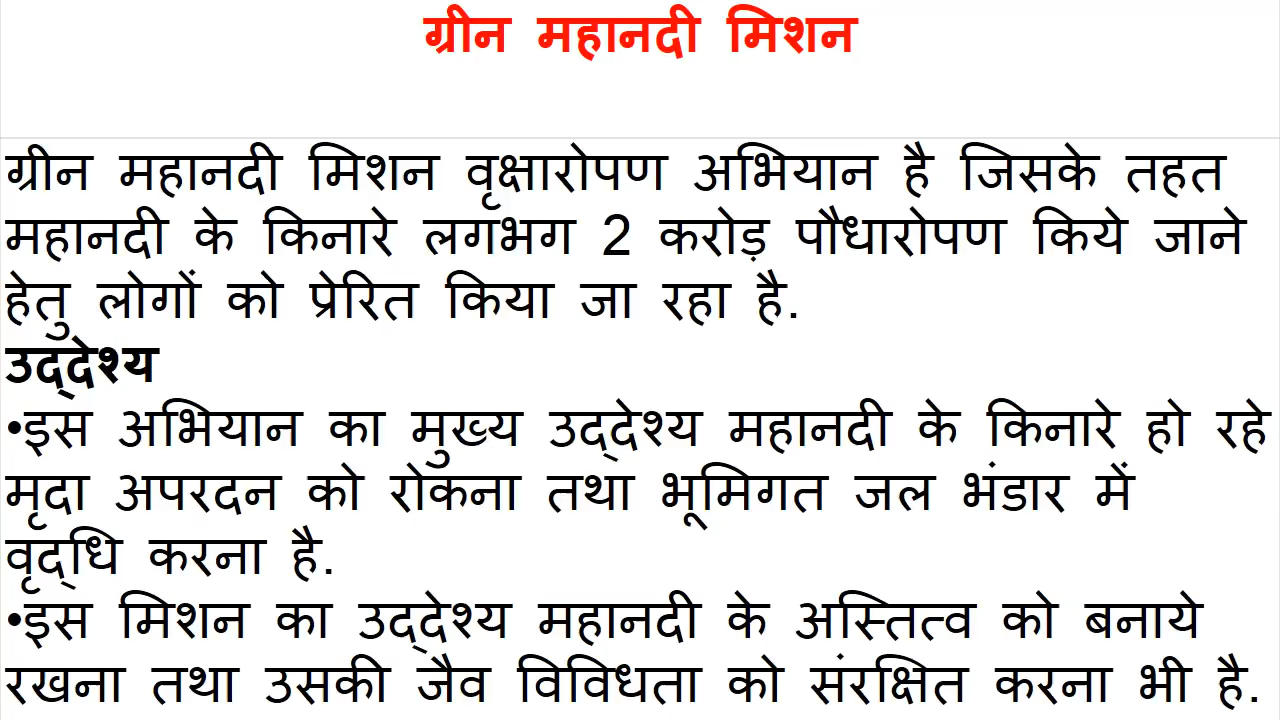 ग्रीन महानदी मिशन
ग्रीन महानदी मिशन वृक्षारोपण अभियान है जिसके तहत
महानदी के किनारे लगभग 2 करोड़ पौधारोपण किये जाने
हेतु लोगों को प्रेरित किया जा रहा है.
उद्देश्य
•इस अभियान का मुख्य उद्देश्य महानदी के किनारे हो रहे
मृदा अपरदन को रोकना तथा भूमिगत जल भंडार में
वृद्धि करना है.
•इस मिशन का उद्देश्य महानदी के अस्तित्व को बनाये
रखना तथा उसकी जैव विविधता को संरक्षित करना भी है.